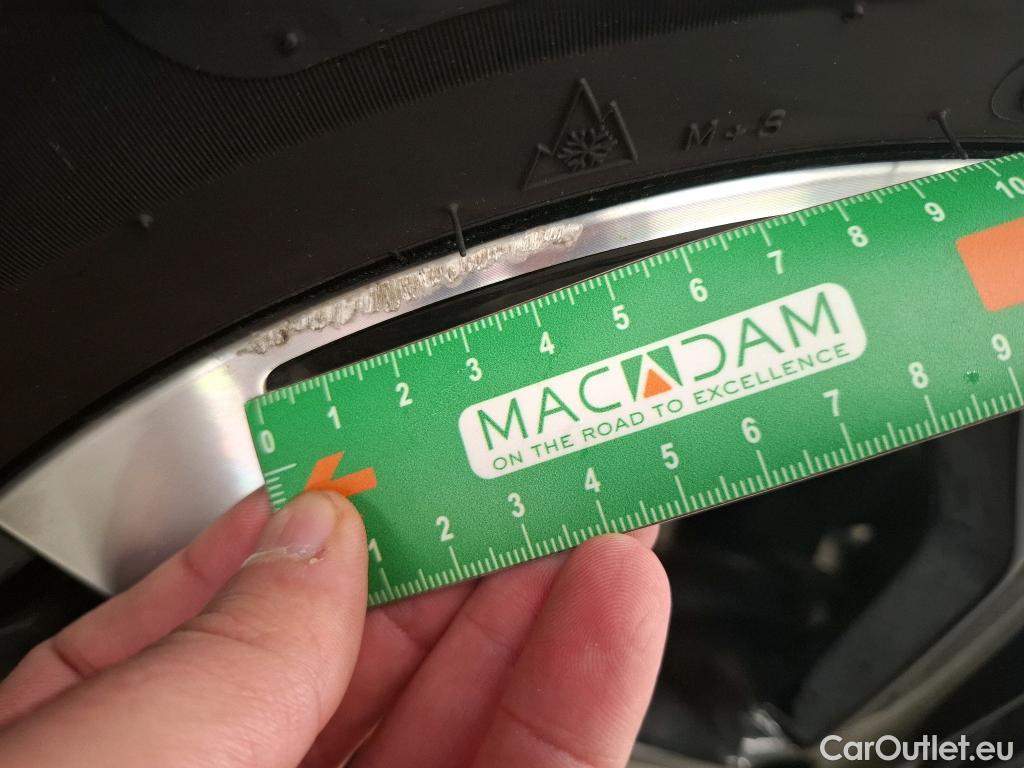 M+S
0 1 2 3 4 5 6 7 8 9 10
MACADAM
ON THE ROAD TO EXCELLENCE
1 2 3 4 5 6 7 8 9
CarOutlet.eu